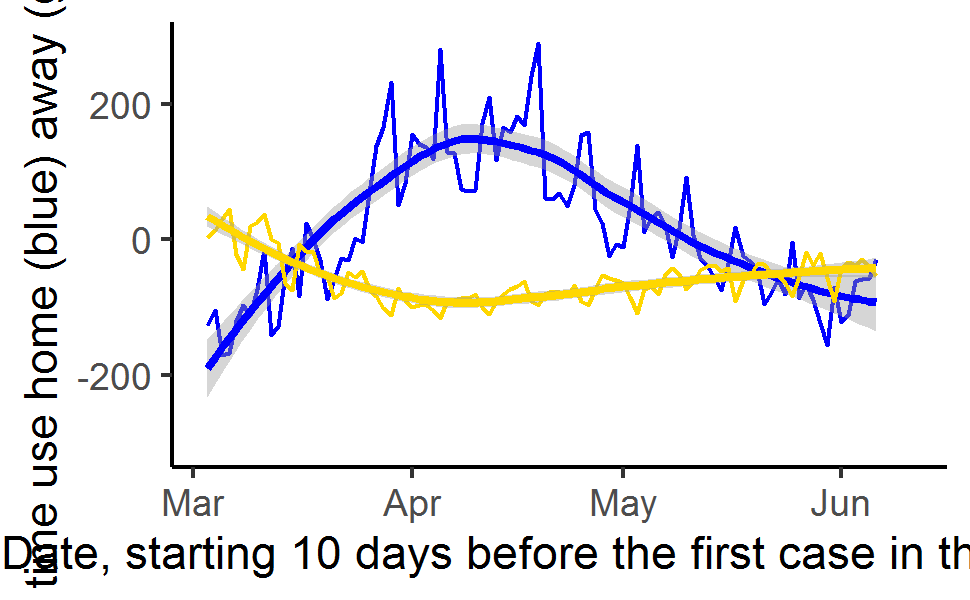 time use home (blue) away (
200
0
-200
Mar Apr May Jun
Date, starting 10 days before the first case in th